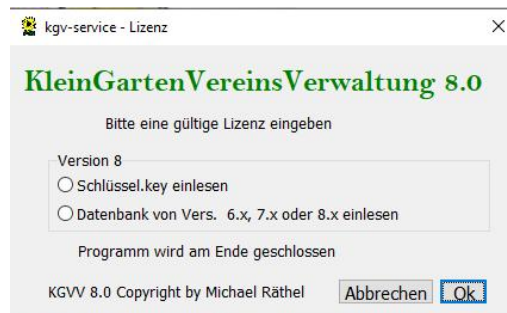 kgv-service - Lizenz
KleinGartenVereinsVerwaltung 8.0
Bitte eine gültige Lizenz eingeben
Version 8
Schlüssel.key einlesen
Datenbank von Vers. 6.x, 7.x oder 8.x einlesen
Programm wird am Ende geschlossen
KGVV 8.0 Copyright by Michael Räthel Abbrechen Ok